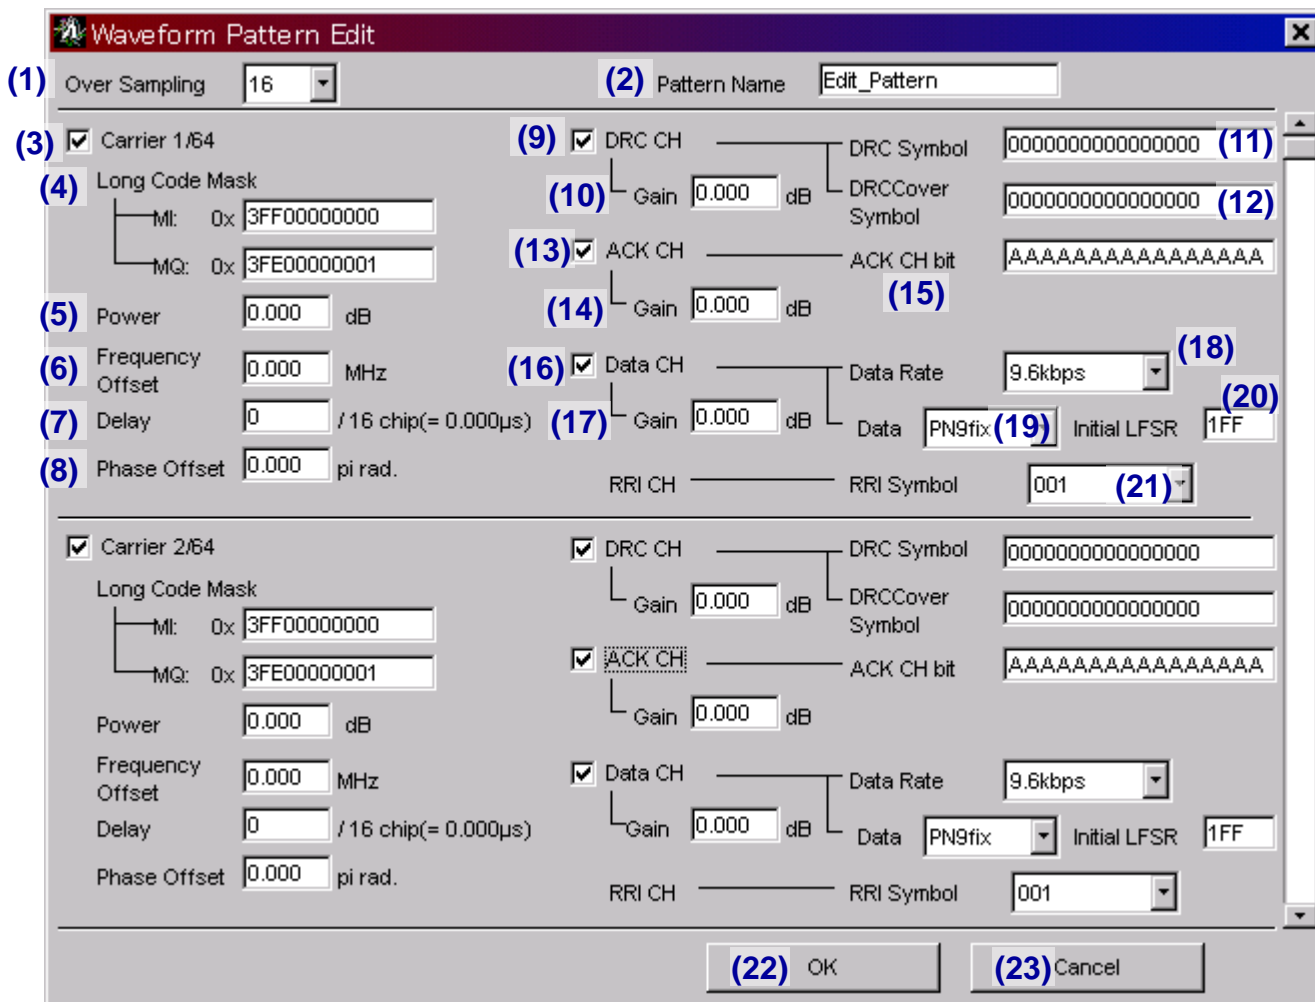 Waveform Pattern Edit
(1) Over Sampling 16 (2) Pattern Name Edit_Pattern
(3) Carrier 1/64
(4) Long Code Mask
MI: 0x 3FF00000000
MQ: 0x 3FE00000001
(5) Power 0.000 dB
(6) Frequency Offset 0.000 MHz
(7) Delay 0 / 16 chip(= 0.000µs)
(8) Phase Offset 0.000 pi rad.
(9) DRC CH DRC Symbol 0000000000000000 (11)
(10) Gain 0.000 dB DRCCover Symbol 0000000000000000 (12)
(13) ACK CH ACK CH bit AAAAAAAAAAAAAAAA
(15)
(14) Gain 0.000 dB
(16) Data CH Data Rate 9.6kbps (18)
(17) Gain 0.000 dB Data PN9fix (19) Initial LFSR 1FF (20)
RRI CH RRI Symbol 001 (21)
Carrier 2/64
Long Code Mask
MI: 0x 3FF00000000
MQ: 0x 3FE00000001
Power 0.000 dB
Frequency Offset 0.000 MHz
Delay 0 / 16 chip(= 0.000µs)
Phase Offset 0.000 pi rad.
DRC CH DRC Symbol 0000000000000000
Gain 0.000 dB DRCCover Symbol 0000000000000000
ACK CH ACK CH bit AAAAAAAAAAAAAAAA
Gain 0.000 dB
Data CH Data Rate 9.6kbps
Gain 0.000 dB Data PN9fix Initial LFSR 1FF
RRI CH RRI Symbol 001
(22) OK (23) Cancel